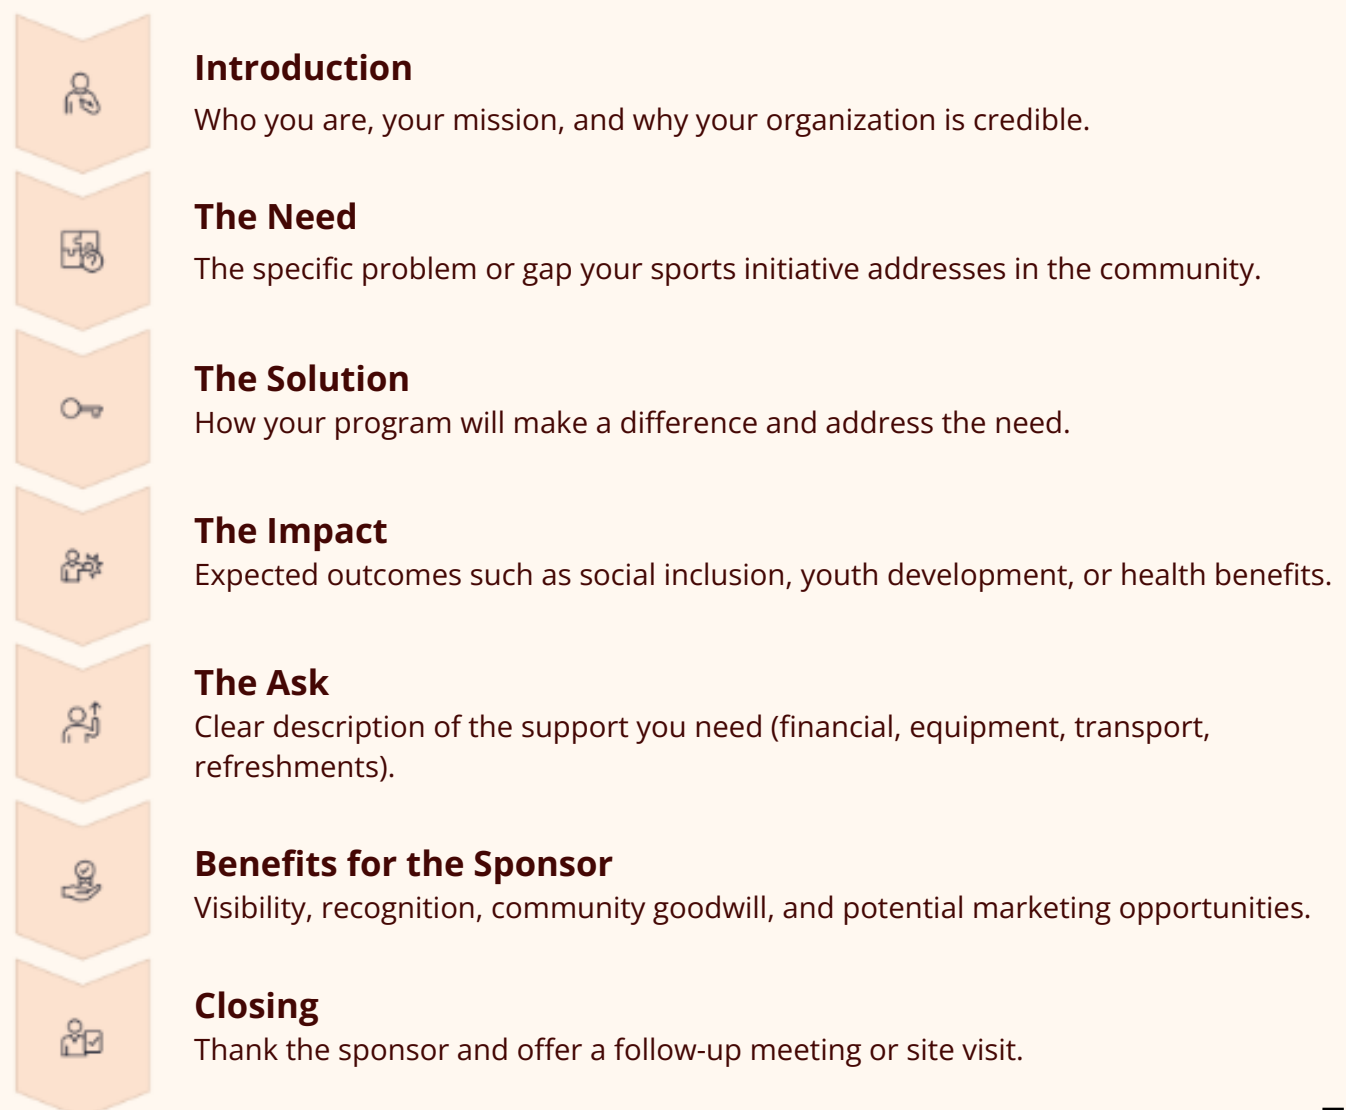 Introduction
Who you are, your mission, and why your organization is credible.
The Need
The specific problem or gap your sports initiative addresses in the community.
The Solution
How your program will make a difference and address the need.
The Impact
Expected outcomes such as social inclusion, youth development, or health benefits.
The Ask
Clear description of the support you need (financial, equipment, transport,
refreshments).
Benefits for the Sponsor
Visibility, recognition, community goodwill, and potential marketing opportunities.
Closing
Thank the sponsor and offer a follow-up meeting or site visit.